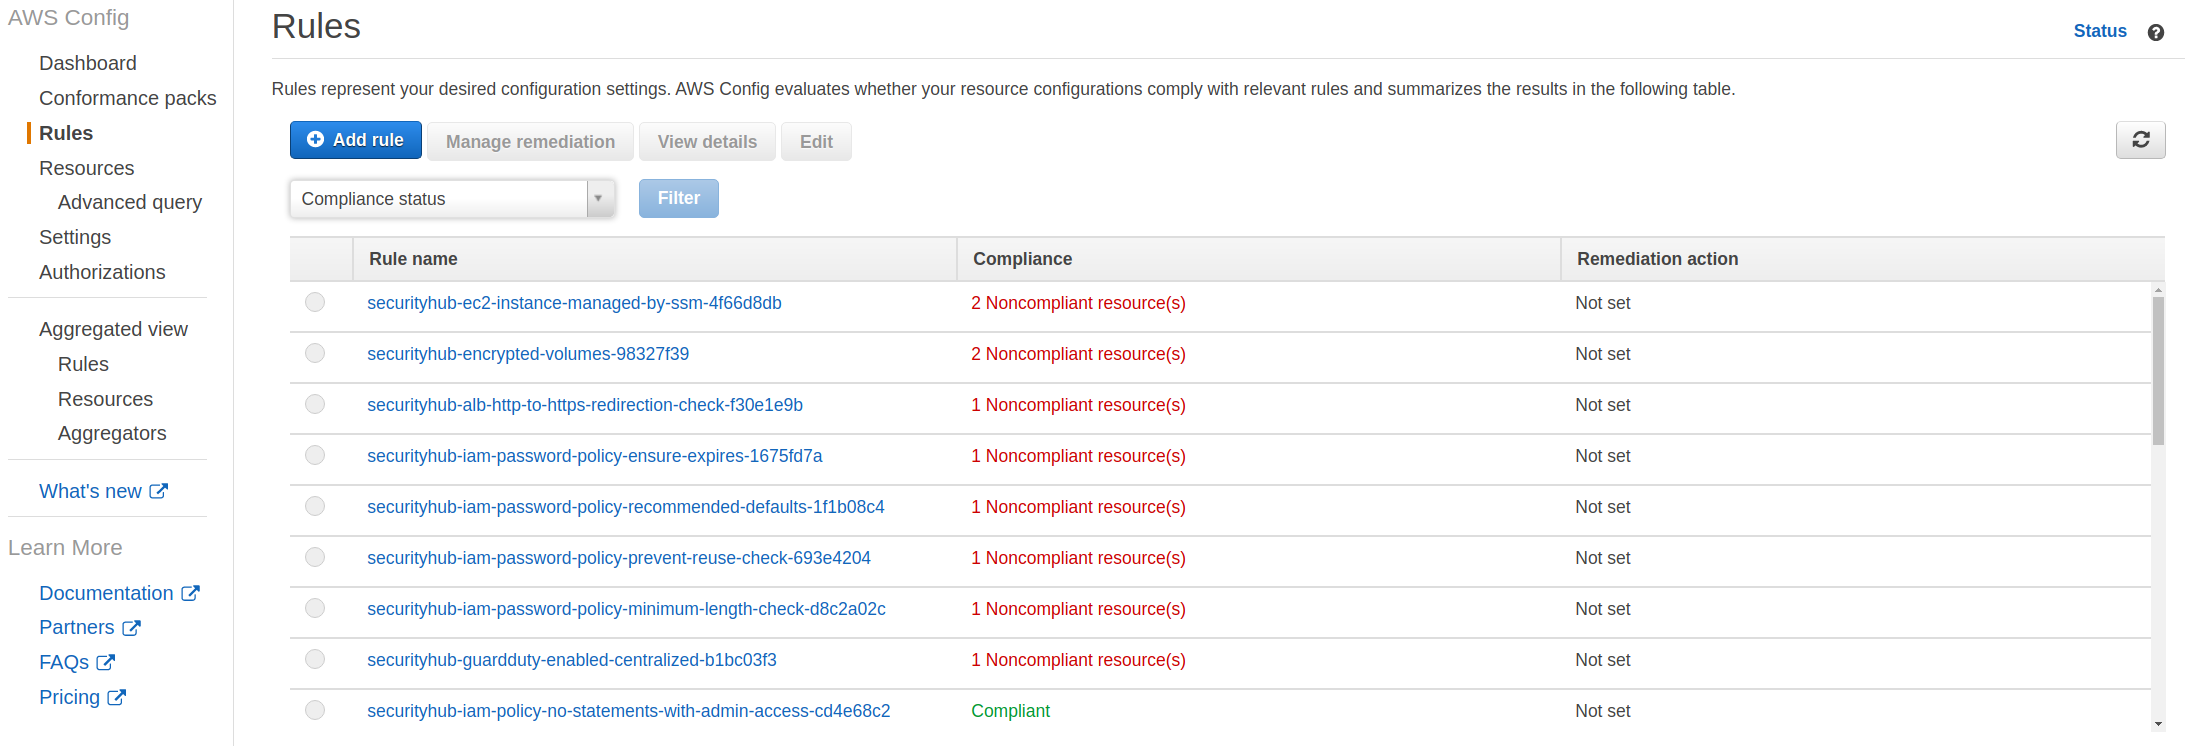 AWS Config
Dashboard
Conformance packs
Rules
Resources
Advanced query
Settings
Authorizations
Aggregated view
Rules
Resources
Aggregators
What's new
Learn More
Documentation
Partners
FAQs
Pricing
Rules
Status
Rules represent your desired configuration settings. AWS Config evaluates whether your resource configurations comply with relevant rules and summarizes the results in the following table.
Add rule Manage remediation View details Edit
Compliance status Filter
Rule name Compliance Remediation action
securityhub-ec2-instance-managed-by-ssm-4f66d8db 2 Noncompliant resource(s) Not set
securityhub-encrypted-volumes-98327f39 2 Noncompliant resource(s) Not set
securityhub-alb-http-to-https-redirection-check-f30e1e9b 1 Noncompliant resource(s) Not set
securityhub-iam-password-policy-ensure-expires-1675fd7a 1 Noncompliant resource(s) Not set
securityhub-iam-password-policy-recommended-defaults-1f1b08c4 1 Noncompliant resource(s) Not set
securityhub-iam-password-policy-prevent-reuse-check-693e4204 1 Noncompliant resource(s) Not set
securityhub-iam-password-policy-minimum-length-check-d8c2a02c 1 Noncompliant resource(s) Not set
securityhub-guardduty-enabled-centralized-b1bc03f3 1 Noncompliant resource(s) Not set
securityhub-iam-policy-no-statements-with-admin-access-cd4e68c2 Compliant Not set